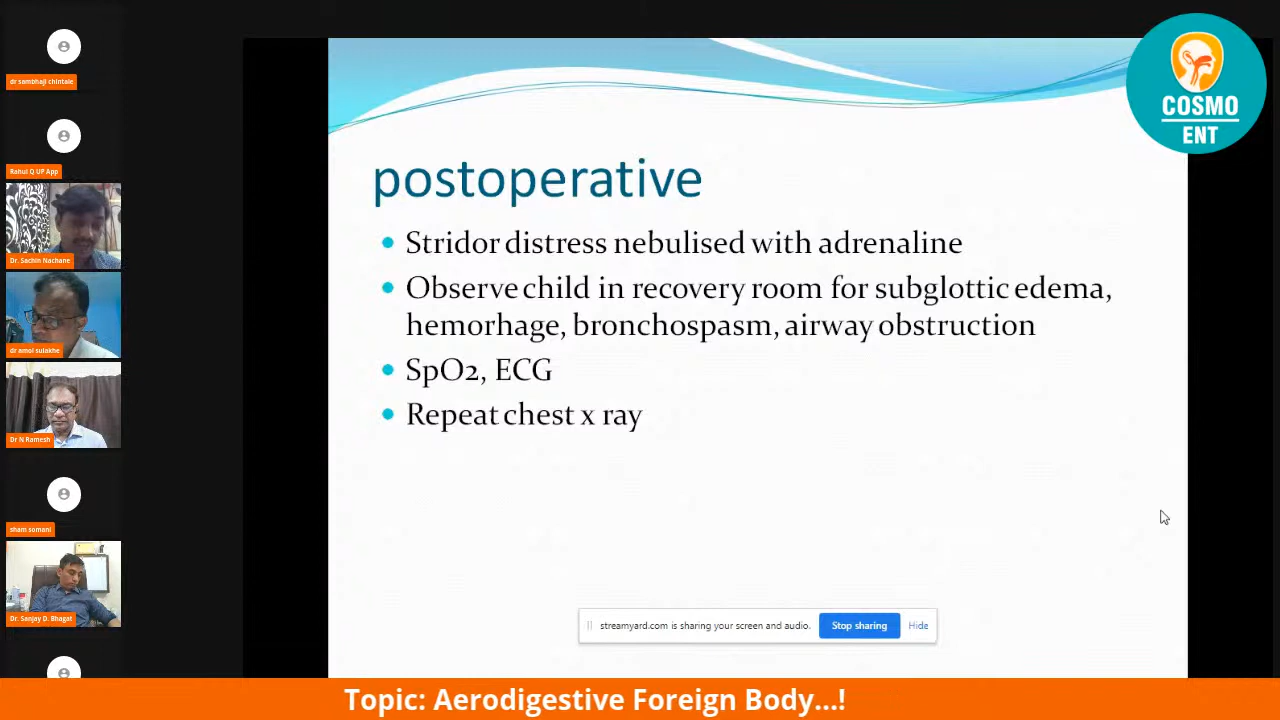 dr sambhaji chintale
Rahul Q UP App
Dr. Sachin Nachane
dr amol sulakhe
Dr N Ramesh
sham somani
Dr. Sanjay D. Bhagat
COSMO
ENT
postoperative
Stridor distress nebulised with adrenaline
Observe child in recovery room for subglottic edema,
hemorhage, bronchospasm, airway obstruction
SpO2, ECG
Repeat chest x ray
streamyard.com is sharing your screen and audio.
Stop sharing
Hide
Topic: Aerodigestive Foreign Body...!